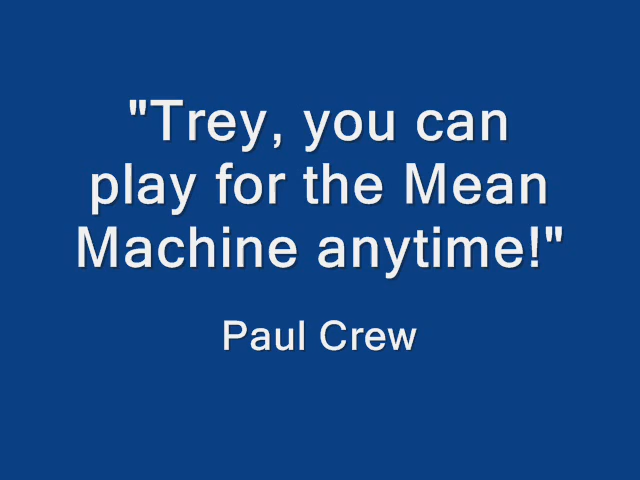 "Trey, you can
play for the Mean
Machine anytime!"
Paul Crew